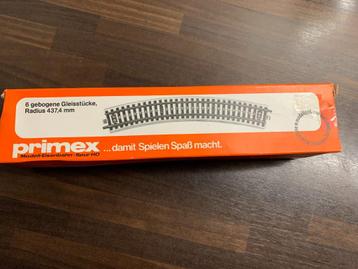 6 gebogene Gleisstücke,
Radius 437,4 mm
primex
Modell-Eisenbahn · Spur HO
...damit Spielen Spaß macht.